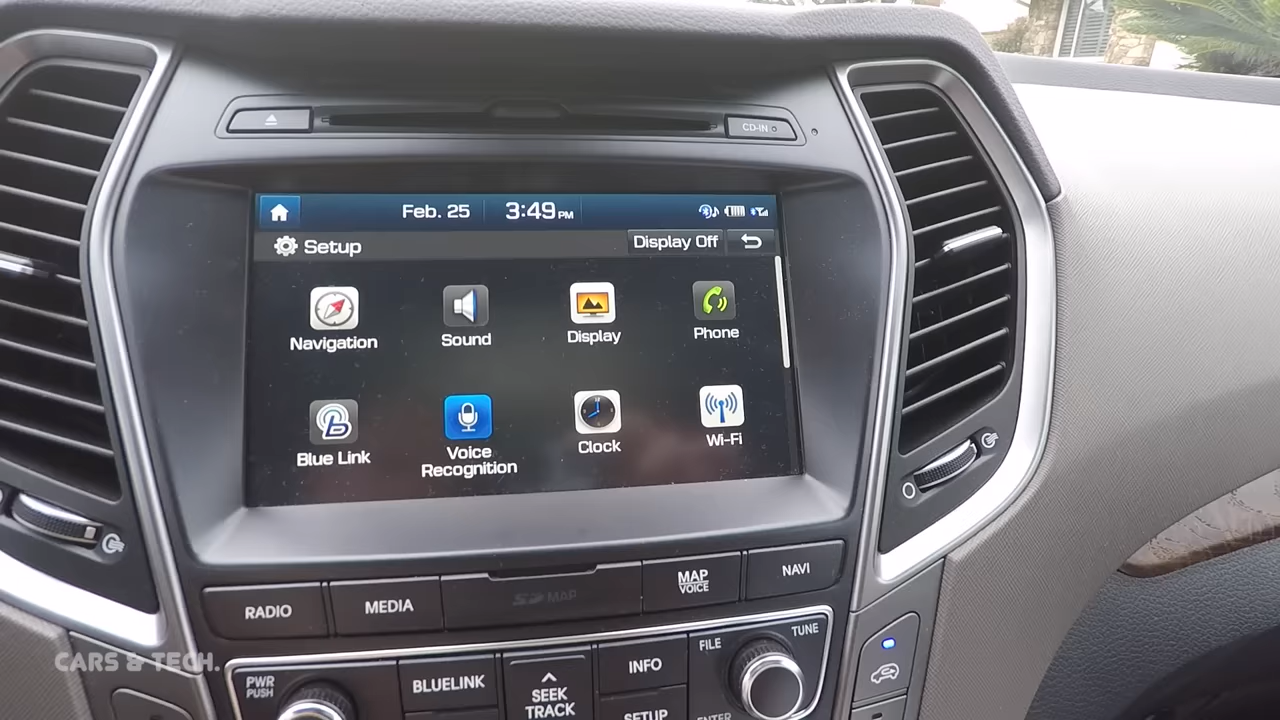 CD-IN
Feb. 25 3:49 PM
Setup Display Off
Navigation Sound Display Phone
Blue Link Voice Recognition Clock Wi-Fi
RADIO MEDIA SD MAP MAP VOICE NAVI
PWR PUSH BLUELINK SEEK TRACK INFO FILE TUNE
SETUP ENTER
CARS & TECH.